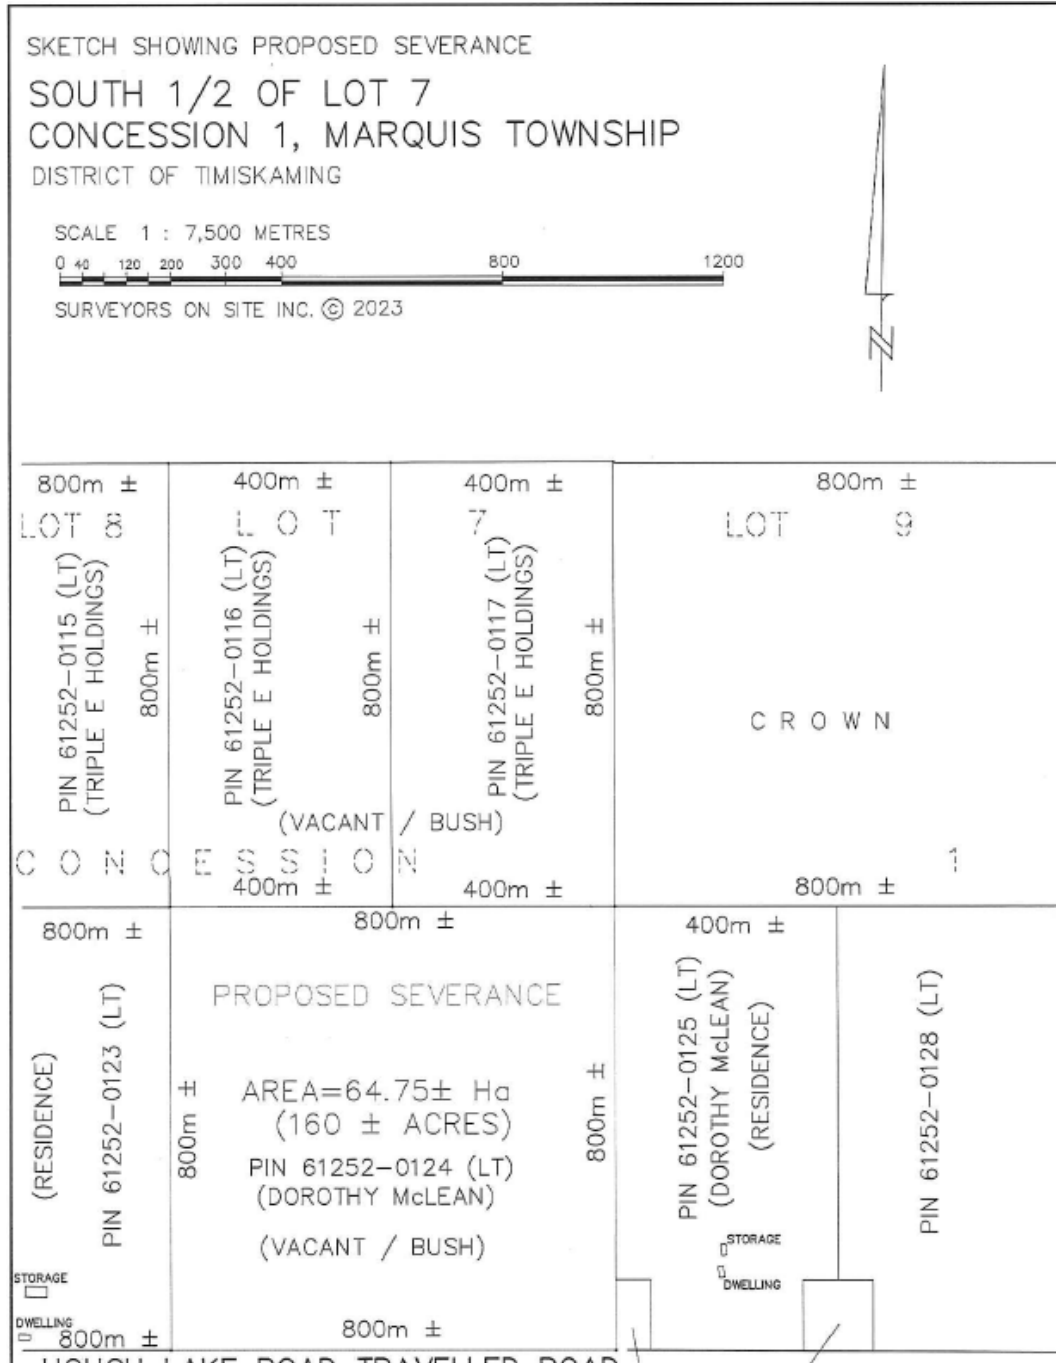 SKETCH SHOWING PROPOSED SEVERANCE
SOUTH 1/2 OF LOT 7
CONCESSION 1, MARQUIS TOWNSHIP
DISTRICT OF TIMISKAMING
SCALE 1 : 7,500 METRES
0 40 120 200 300 400 800 1200
SURVEYORS ON SITE INC. © 2023
N
800m ± 400m ± 400m ± 800m ±
LOT 8 LOT 7 LOT 9
PIN 61252-0115 (LT)
(TRIPLE E HOLDINGS)
800m ±
PIN 61252-0116 (LT)
(TRIPLE E HOLDINGS)
800m ±
PIN 61252-0117 (LT)
(TRIPLE E HOLDINGS)
800m ±
CROWN
(VACANT / BUSH)
CONCESSION 1
400m ± 400m ± 800m ±
800m ± 800m ± 400m ±
(RESIDENCE)
PIN 61252-0123 (LT)
800m ±
PROPOSED SEVERANCE
AREA=64.75± Ha
(160 ± ACRES)
PIN 61252-0124 (LT)
(DOROTHY McLEAN)
(VACANT / BUSH)
800m ±
PIN 61252-0125 (LT)
(DOROTHY McLEAN)
(RESIDENCE)
PIN 61252-0128 (LT)
STORAGE
DWELLING
STORAGE
DWELLING
800m ± 800m ±
LAKE ROAD TRAVELLED ROAD